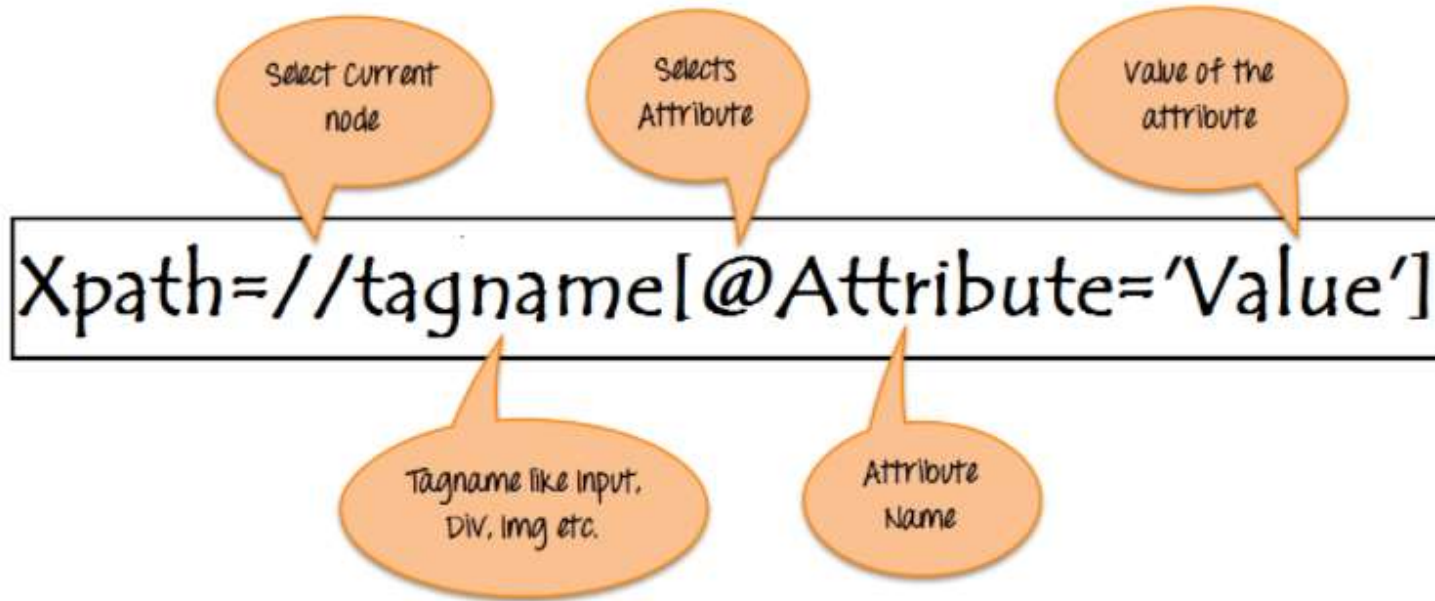 Select Current
node
Selects
Attribute
Value of the
attribute
Xpath=//tagname[@Attribute='Value']
Tagname like Input,
Div, Img etc.
Attribute
Name